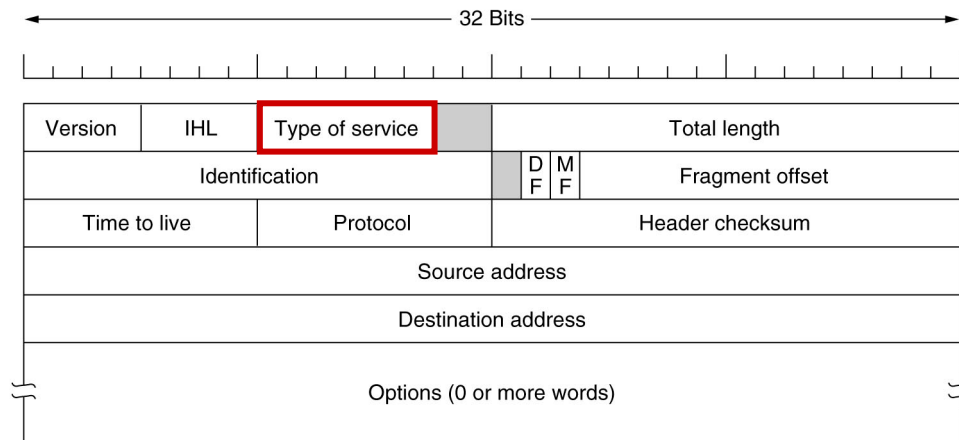 32 Bits
Version IHL Type of service Total length
Identification D F M F Fragment offset
Time to live Protocol Header checksum
Source address
Destination address
Options (0 or more words)